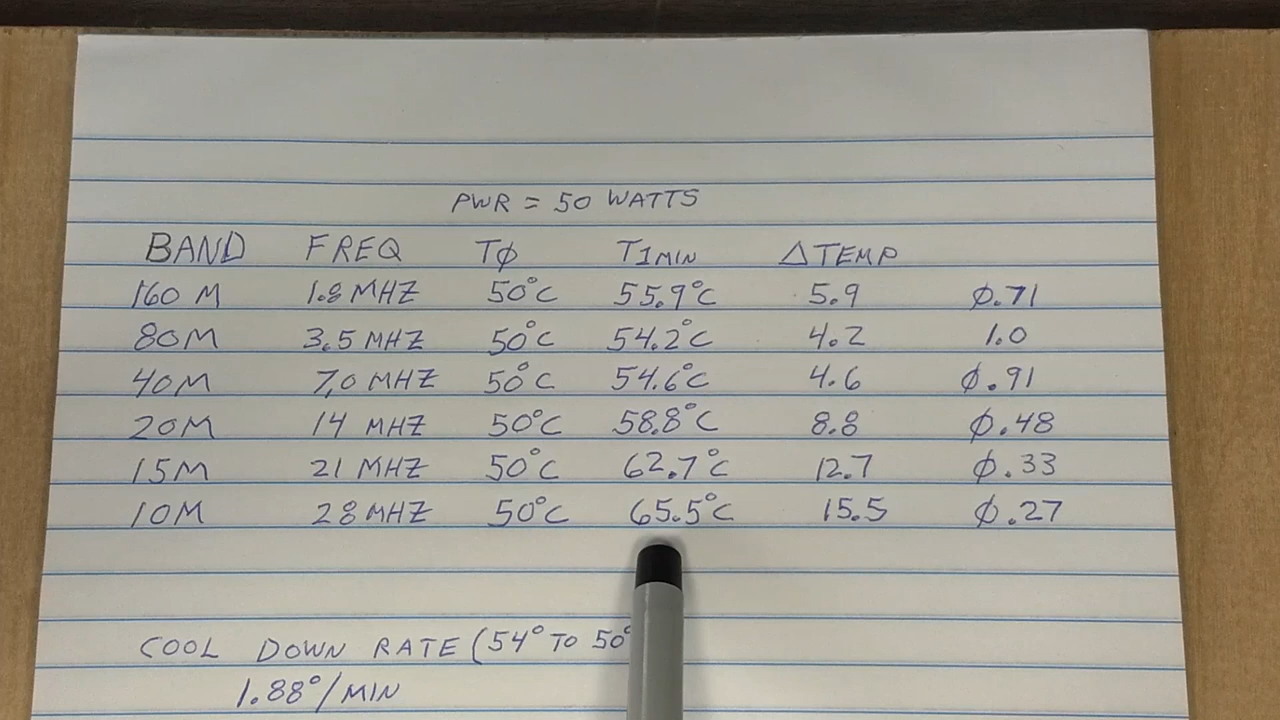 PWR = 50 WATTS
BAND FREQ TØ T1MIN ΔTEMP
160 M 1.8 MHZ 50°C 55.9°C 5.9 Ø.71
80M 3.5 MHZ 50°C 54.2°C 4.2 1.0
40M 7.0 MHZ 50°C 54.6°C 4.6 Ø.91
20M 14 MHZ 50°C 58.8°C 8.8 Ø.48
15M 21 MHZ 50°C 62.7°C 12.7 Ø.33
10M 28 MHZ 50°C 65.5°C 15.5 Ø.27
COOL DOWN RATE (54° TO 50°
1.88°/MIN